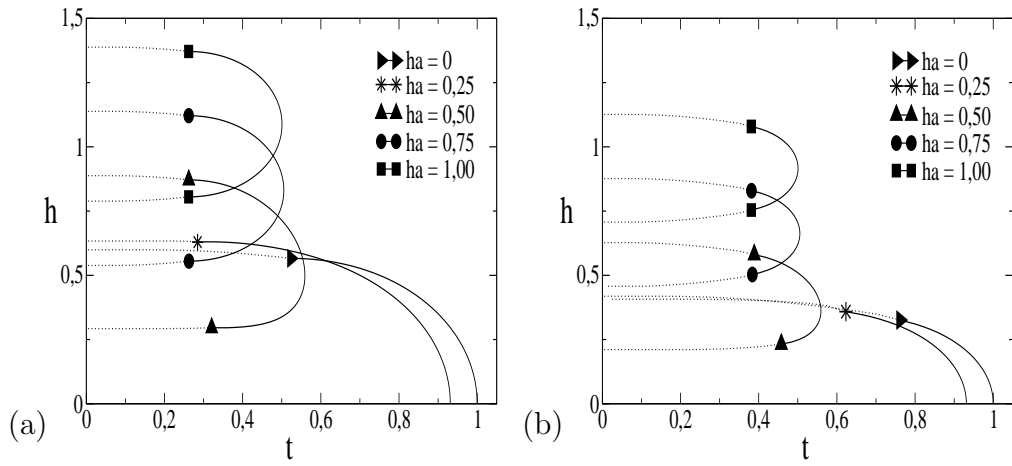 1,5
ha = 0
ha = 0,25
ha = 0,50
ha = 0,75
ha = 1,00
1
h
0,5
0
0 0,2 0,4 0,6 0,8 1
t
(a)
1,5
ha = 0
ha = 0,25
ha = 0,50
ha = 0,75
ha = 1,00
1
h
0,5
0
0 0,2 0,4 0,6 0,8 1
t
(b)